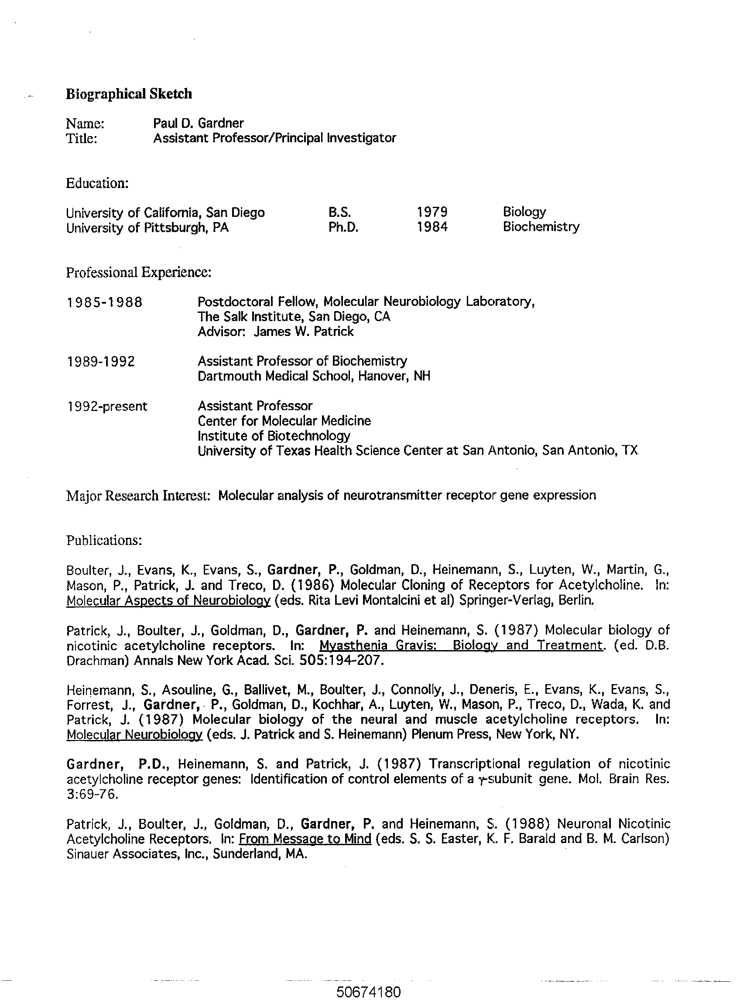 Biographical Sketch
Name: Paul D. Gardner
Title: Assistant Professor/Principal Investigator
Education:
University of California, San Diego B.S. 1979 Biology
University of Pittsburgh, PA Ph.D. 1984 Biochemistry
Professional Experience:
1985-1988 Postdoctoral Fellow, Molecular Neurobiology Laboratory,
The Salk Institute, San Diego, CA
Advisor: James W. Patrick
1989-1992 Assistant Professor of Biochemistry
Dartmouth Medical School, Hanover, NH
1992-present Assistant Professor
Center for Molecular Medicine
Institute of Biotechnology
University of Texas Health Science Center at San Antonio, San Antonio, TX
Major Research Interest: Molecular analysis of neurotransmitter receptor gene expression
Publications:
Boulter, J., Evans, K., Evans, S., Gardner, P., Goldman, D., Heinemann, S., Luyten, W., Martin, G.,
Mason, P., Patrick, J. and Treco, D. (1986) Molecular Cloning of Receptors for Acetylcholine. In:
Molecular Aspects of Neurobiology (eds. Rita Levi Montalcini et al) Springer-Verlag, Berlin.
Patrick, J., Boulter, J., Goldman, D., Gardner, P. and Heinemann, S. (1987) Molecular biology of
nicotinic acetylcholine receptors. In: Myasthenia Gravis: Biology and Treatment. (ed. D.B.
Drachman) Annals New York Acad. Sci. 505:194-207.
Heinemann, S., Asouline, G., Ballivet, M., Boulter, J., Connolly, J., Deneris, E., Evans, K., Evans, S.,
Forrest, J., Gardner, P., Goldman, D., Kochhar, A., Luyten, W., Mason, P., Treco, D., Wada, K. and
Patrick, J. (1987) Molecular biology of the neural and muscle acetylcholine receptors. In:
Molecular Neurobiology (eds. J. Patrick and S. Heinemann) Plenum Press, New York, NY.
Gardner, P.D., Heinemann, S. and Patrick, J. (1987) Transcriptional regulation of nicotinic
acetylcholine receptor genes: Identification of control elements of a γ-subunit gene. Mol. Brain Res.
3:69-76.
Patrick, J., Boulter, J., Goldman, D., Gardner, P. and Heinemann, S. (1988) Neuronal Nicotinic
Acetylcholine Receptors. In: From Message to Mind (eds. S. S. Easter, K. F. Barald and B. M. Carlson)
Sinauer Associates, Inc., Sunderland, MA.
50674180